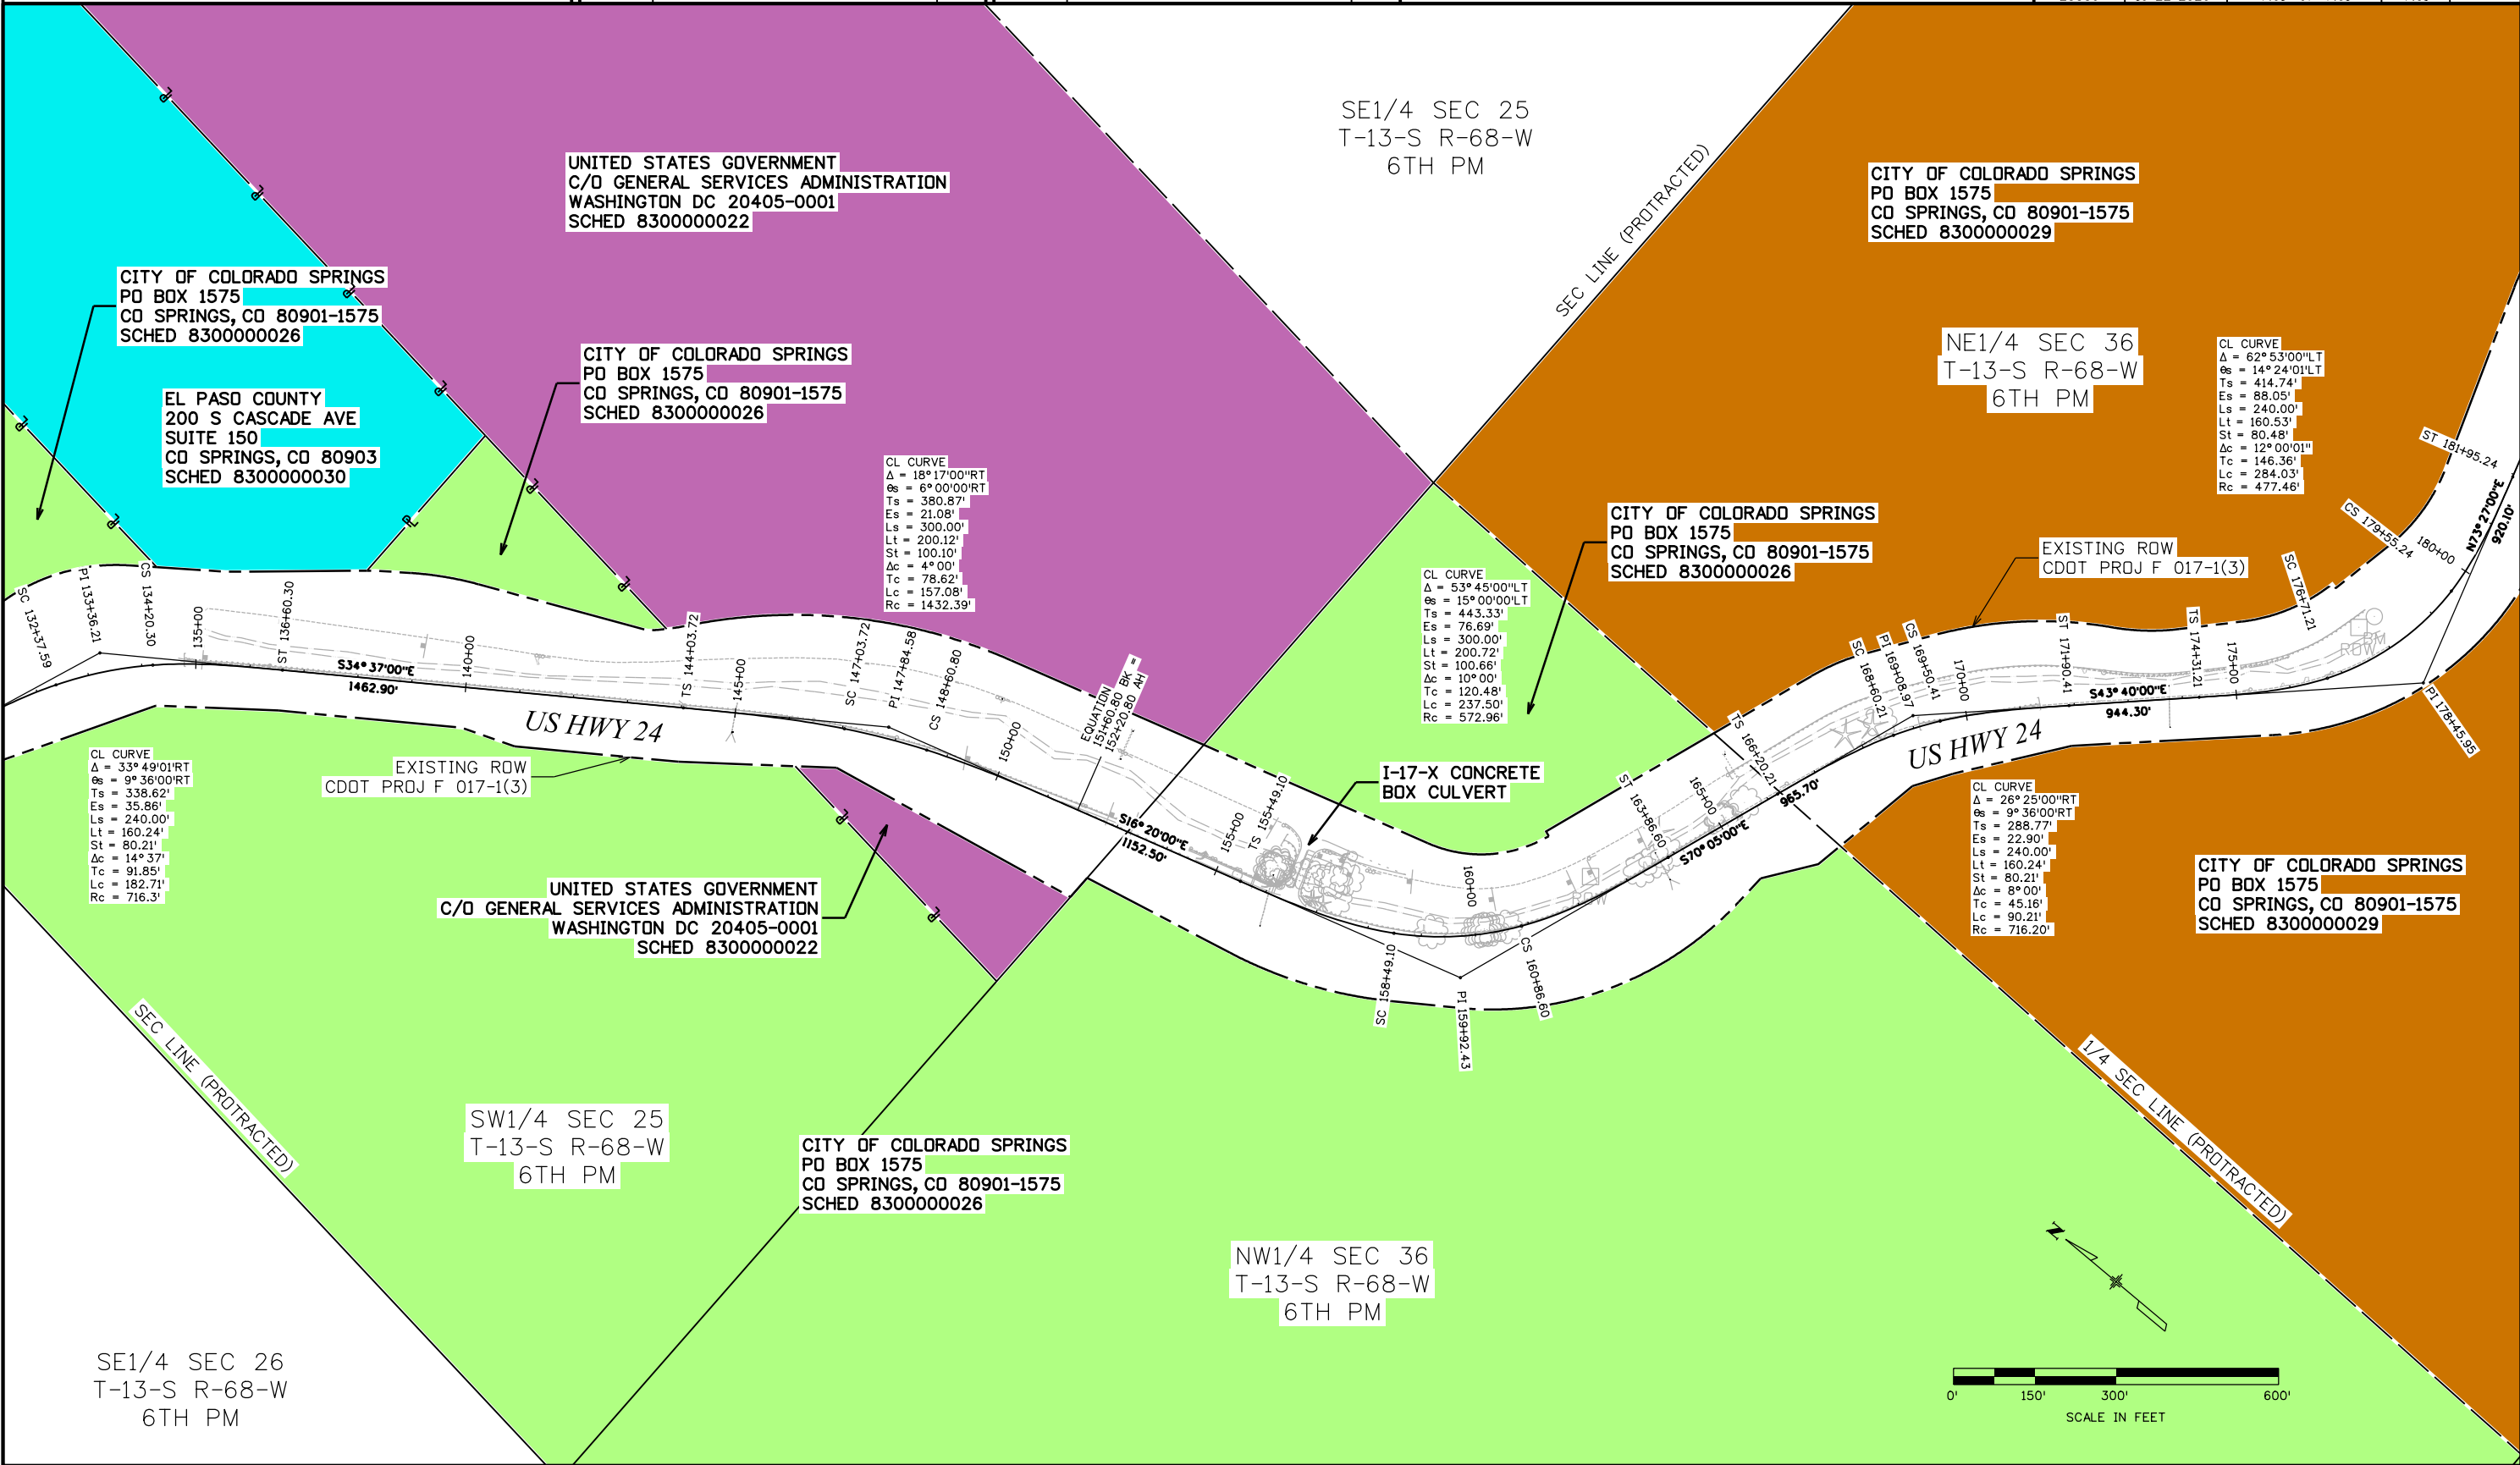 SE1/4 SEC 25
T-13-S R-68-W
6TH PM
SEC LINE (PROTRACTED)
UNITED STATES GOVERNMENT
C/O GENERAL SERVICES ADMINISTRATION
WASHINGTON DC 20405-0001
SCHED 8300000022
CITY OF COLORADO SPRINGS
PO BOX 1575
CO SPRINGS, CO 80901-1575
SCHED 8300000029
CITY OF COLORADO SPRINGS
PO BOX 1575
CO SPRINGS, CO 80901-1575
SCHED 8300000026
EL PASO COUNTY
200 S CASCADE AVE
SUITE 150
CO SPRINGS, CO 80903
SCHED 8300000030
CITY OF COLORADO SPRINGS
PO BOX 1575
CO SPRINGS, CO 80901-1575
SCHED 8300000026
NE1/4 SEC 36
T-13-S R-68-W
6TH PM
CL CURVE
Δ = 62°53'00"LT
θs = 14°24'01"LT
Ts = 414.74'
Es = 88.05'
Ls = 240.00'
Lt = 160.53'
St = 80.48'
Δc = 12°00'01"
Tc = 146.36'
Lc = 284.03'
Rc = 477.46'
CL CURVE
Δ = 18°17'00"RT
θs = 6°00'00"RT
Ts = 380.87'
Es = 21.08'
Ls = 300.00'
Lt = 200.12'
St = 100.10'
Δc = 4°00'
Tc = 78.62'
Lc = 157.08'
Rc = 1432.39'
CITY OF COLORADO SPRINGS
PO BOX 1575
CO SPRINGS, CO 80901-1575
SCHED 8300000026
CL CURVE
Δ = 53°45'00"LT
θs = 15°00'00"LT
Ts = 443.33'
Es = 76.69'
Ls = 300.00'
Lt = 200.72'
St = 100.66'
Δc = 10°00'
Tc = 120.48'
Lc = 237.50'
Rc = 572.96'
EXISTING ROW
CDOT PROJ F 017-1(3)
SC 132+37.59
PI 133+36.21
CS 134+20.30
135+00
ST 136+60.30
S34°37'00"E
1462.90'
140+00
TS 144+03.72
145+00
SC 147+03.72
PI 147+84.58
CS 148+60.80
150+00
EQUATION
151+60.80 BK =
152+20.80 AH
S16°20'00"E
1152.50'
155+00
TS 155+49.10
SC 158+49.10
PI 159+92.43
160+00
CS 160+86.60
ST 163+86.60
165+00
TS 166+20.21
S70°05'00"E
965.70'
SC 168+60.21
PI 169+08.97
CS 169+50.41
170+00
ST 171+90.41
S43°40'00"E
944.30'
TS 174+31.21
175+00
SC 176+71.21
PI 178+45.95
CS 179+55.24
180+00
ST 181+95.24
N73°27'00"E
920.10'
RM
ROW
ROW
US HWY 24
US HWY 24
EXISTING ROW
CDOT PROJ F 017-1(3)
I-17-X CONCRETE
BOX CULVERT
CL CURVE
Δ = 33°49'01"RT
θs = 9°36'00"RT
Ts = 338.62'
Es = 35.86'
Ls = 240.00'
Lt = 160.24'
St = 80.21'
Δc = 14°37'
Tc = 91.85'
Lc = 182.71'
Rc = 716.3'
UNITED STATES GOVERNMENT
C/O GENERAL SERVICES ADMINISTRATION
WASHINGTON DC 20405-0001
SCHED 8300000022
CL CURVE
Δ = 26°25'00"RT
θs = 9°36'00"RT
Ts = 288.77'
Es = 22.90'
Ls = 240.00'
Lt = 160.24'
St = 80.21'
Δc = 8°00'
Tc = 45.16'
Lc = 90.21'
Rc = 716.20'
CITY OF COLORADO SPRINGS
PO BOX 1575
CO SPRINGS, CO 80901-1575
SCHED 8300000029
SEC LINE (PROTRACTED)
1/4 SEC LINE (PROTRACTED)
SW1/4 SEC 25
T-13-S R-68-W
6TH PM
CITY OF COLORADO SPRINGS
PO BOX 1575
CO SPRINGS, CO 80901-1575
SCHED 8300000026
NW1/4 SEC 36
T-13-S R-68-W
6TH PM
SE1/4 SEC 26
T-13-S R-68-W
6TH PM
N
0' 150' 300' 600'
SCALE IN FEET